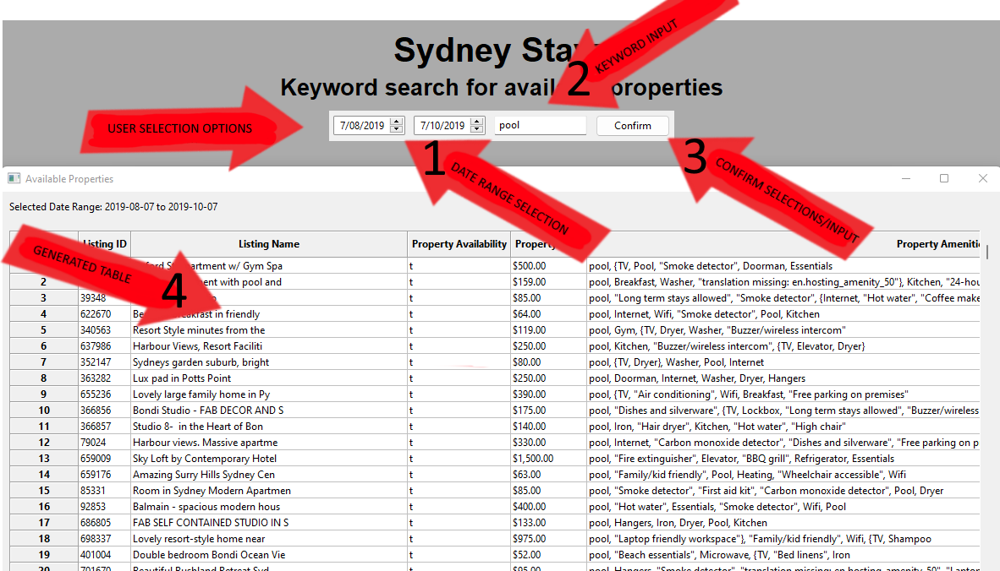 Sydney Sta
Keyword search for avail properties
2
KEYWORD INPUT
USER SELECTION OPTIONS
7/08/2019 7/10/2019 pool Confirm
1
DATE RANGE SELECTION
3
CONFIRM SELECTIONS/INPUT
Available Properties
Selected Date Range: 2019-08-07 to 2019-10-07
GENERATED TABLE
4
Listing ID Listing Name Property Availability Property Property Amenitie
ford S artment w/ Gym Spa t $500.00 pool, {TV, Pool, "Smoke detector", Doorman, Essentials
2 ent with pool and t $159.00 pool, Breakfast, Washer, "translation missing: en.hosting_amenity_50"}, Kitchen, "24-hou
3 39348 t $85.00 pool, "Long term stays allowed", "Smoke detector", {Internet, "Hot water", "Coffee make
4 622670 Be akfast in friendly t $64.00 pool, Internet, Wifi, "Smoke detector", Pool, Kitchen
5 340563 Resort Style minutes from the t $119.00 pool, Gym, {TV, Dryer, Washer, "Buzzer/wireless intercom"
6 637986 Harbour Views, Resort Faciliti t $250.00 pool, Kitchen, "Buzzer/wireless intercom", {TV, Elevator, Dryer}
7 352147 Sydneys garden suburb, bright t $80.00 pool, {TV, Dryer}, Washer, Pool, Internet
8 363282 Lux pad in Potts Point t $250.00 pool, Doorman, Internet, Washer, Dryer, Hangers
9 655236 Lovely large family home in Py t $390.00 pool, {TV, "Air conditioning", Wifi, Breakfast, "Free parking on premises"
10 366856 Bondi Studio - FAB DECOR AND S t $175.00 pool, "Dishes and silverware", {TV, Lockbox, "Long term stays allowed", "Buzzer/wireless
11 366857 Studio 8- in the Heart of Bon t $140.00 pool, Iron, "Hair dryer", Kitchen, "Hot water", "High chair"
12 79024 Harbour views. Massive apartme t $330.00 pool, Internet, "Carbon monoxide detector", "Dishes and silverware", "Free parking on p
13 659009 Sky Loft by Contemporary Hotel t $1,500.00 pool, "Fire extinguisher", Elevator, "BBQ grill", Refrigerator, Essentials
14 659176 Amazing Surry Hills Sydney Cen t $63.00 pool, "Family/kid friendly", Pool, Heating, "Wheelchair accessible", Wifi
15 85331 Room in Sydney Modern Apartmen t $85.00 pool, "Smoke detector", "First aid kit", "Carbon monoxide detector", Pool, Dryer
16 92853 Balmain - spacious modern hous t $400.00 pool, "Hot water", Essentials, "Smoke detector", Wifi, Pool
17 686805 FAB SELF CONTAINED STUDIO IN S t $133.00 pool, Hangers, Iron, Dryer, Pool, Kitchen
18 698337 Lovely resort-style home near t $975.00 pool, "Laptop friendly workspace"}, "Family/kid friendly", Wifi, {TV, Shampoo
19 401004 Double bedroom Bondi Ocean Vie t $52.00 pool, "Beach essentials", Microwave, {TV, "Bed linens", Iron
20 701670 Beautiful Bushland Retreat Syd t $95.00 pool, Hangers, "Smoke detector", "translation missing: en.hosting_amenity_50", "Lapto